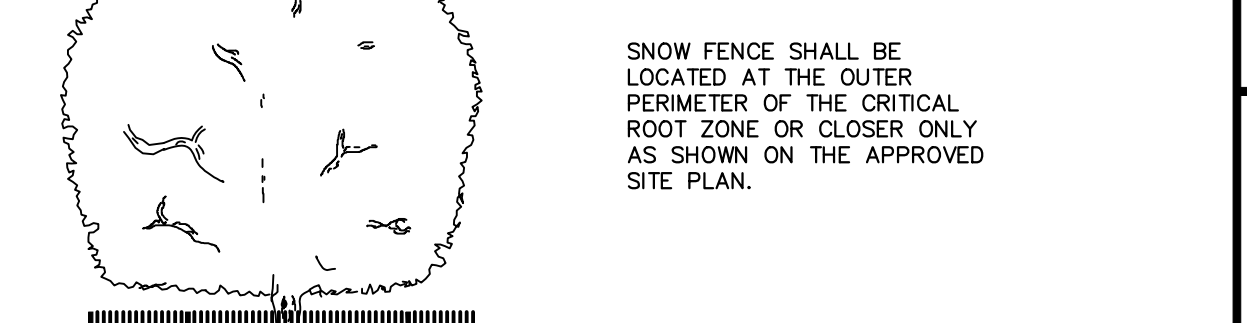 SNOW FENCE SHALL BE
LOCATED AT THE OUTER
PERIMETER OF THE CRITICAL
ROOT ZONE OR CLOSER ONLY
AS SHOWN ON THE APPROVED
SITE PLAN.